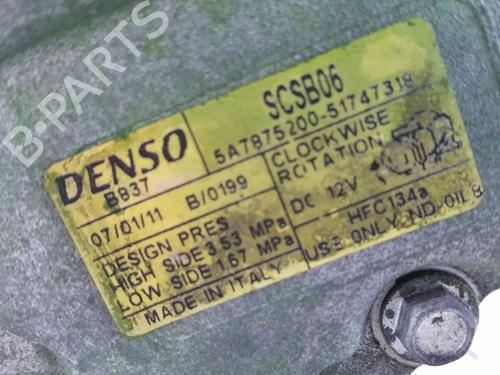 B-PARTS
DENSO
SCSB06
5A7875200-51747318
B837
07/01/11 B/0199
CLOCKWISE
ROTATION
DC 12V
DESIGN PRES
HIGH SIDE 3.53 MPa
LOW SIDE 1.67 MPa
HFC134a
USE ONLY ND-OIL 8
MADE IN ITALY